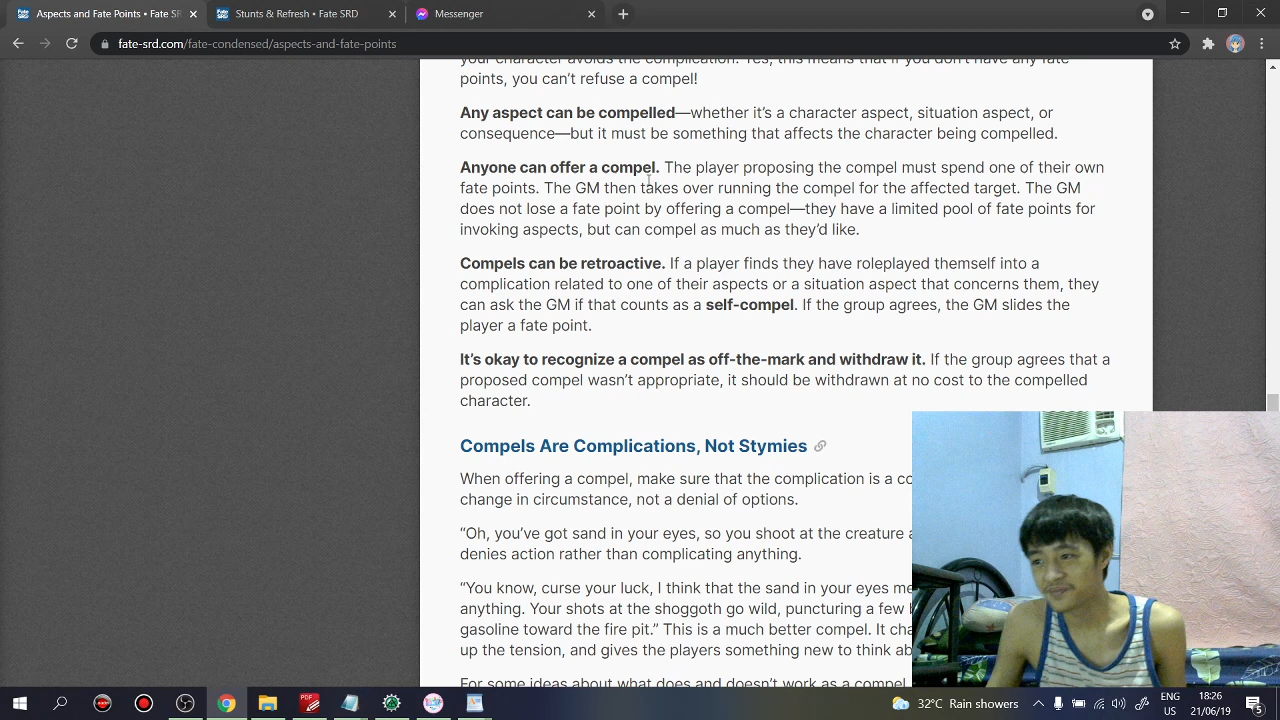 Aspects and Fate Points • Fate SR
Stunts & Refresh • Fate SRD
Messenger
fate-srd.com/fate-condensed/aspects-and-fate-points
your character avoids the complication. Yes, this means that if you don't have any fate
points, you can't refuse a compel!
Any aspect can be compelled—whether it's a character aspect, situation aspect, or
consequence—but it must be something that affects the character being compelled.
Anyone can offer a compel. The player proposing the compel must spend one of their own
fate points. The GM then takes over running the compel for the affected target. The GM
does not lose a fate point by offering a compel—they have a limited pool of fate points for
invoking aspects, but can compel as much as they'd like.
Compels can be retroactive. If a player finds they have roleplayed themself into a
complication related to one of their aspects or a situation aspect that concerns them, they
can ask the GM if that counts as a self-compel. If the group agrees, the GM slides the
player a fate point.
It's okay to recognize a compel as off-the-mark and withdraw it. If the group agrees that a
proposed compel wasn't appropriate, it should be withdrawn at no cost to the compelled
character.
Compels Are Complications, Not Stymies
When offering a compel, make sure that the complication is a co
change in circumstance, not a denial of options.
“Oh, you've got sand in your eyes, so you shoot at the creature a
denies action rather than complicating anything.
“You know, curse your luck, I think that the sand in your eyes me
anything. Your shots at the shoggoth go wild, puncturing a few b
gasoline toward the fire pit.” This is a much better compel. It cha
up the tension, and gives the players something new to think ab
For some ideas about what does and doesn't work as a compel
PDF
32°C Rain showers
ENG
US
18:26
21/06/19
5